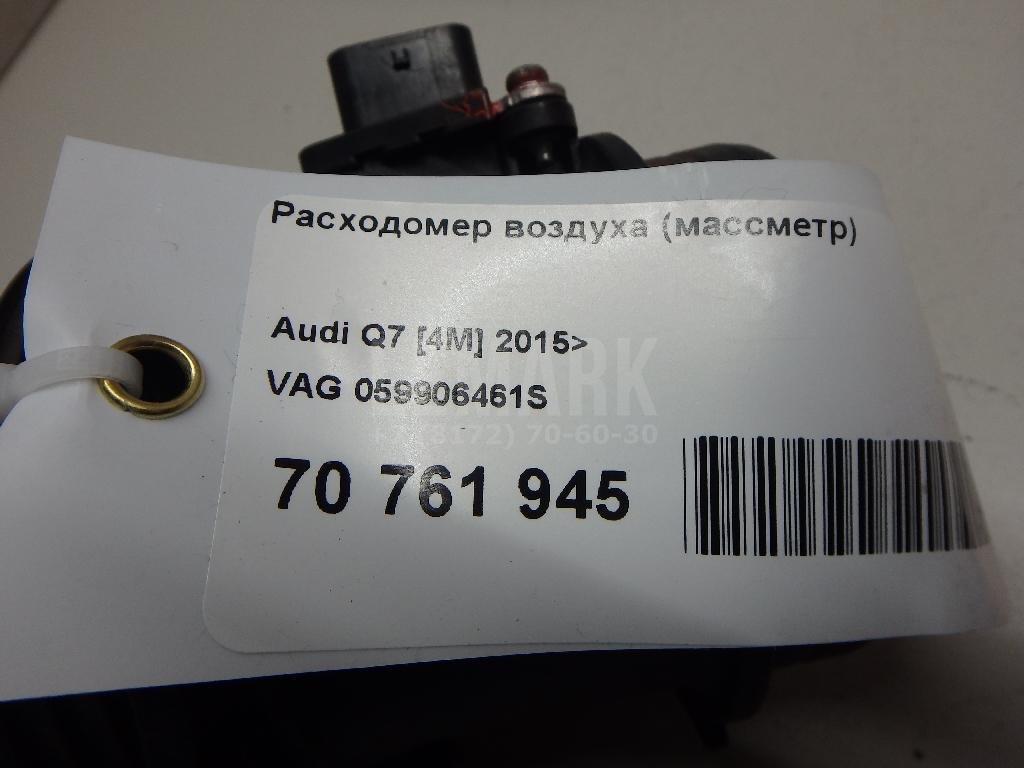 Расходомер воздуха (массметр)
Audi Q7 [4M] 2015>
VAG 059906461S
70 761 945